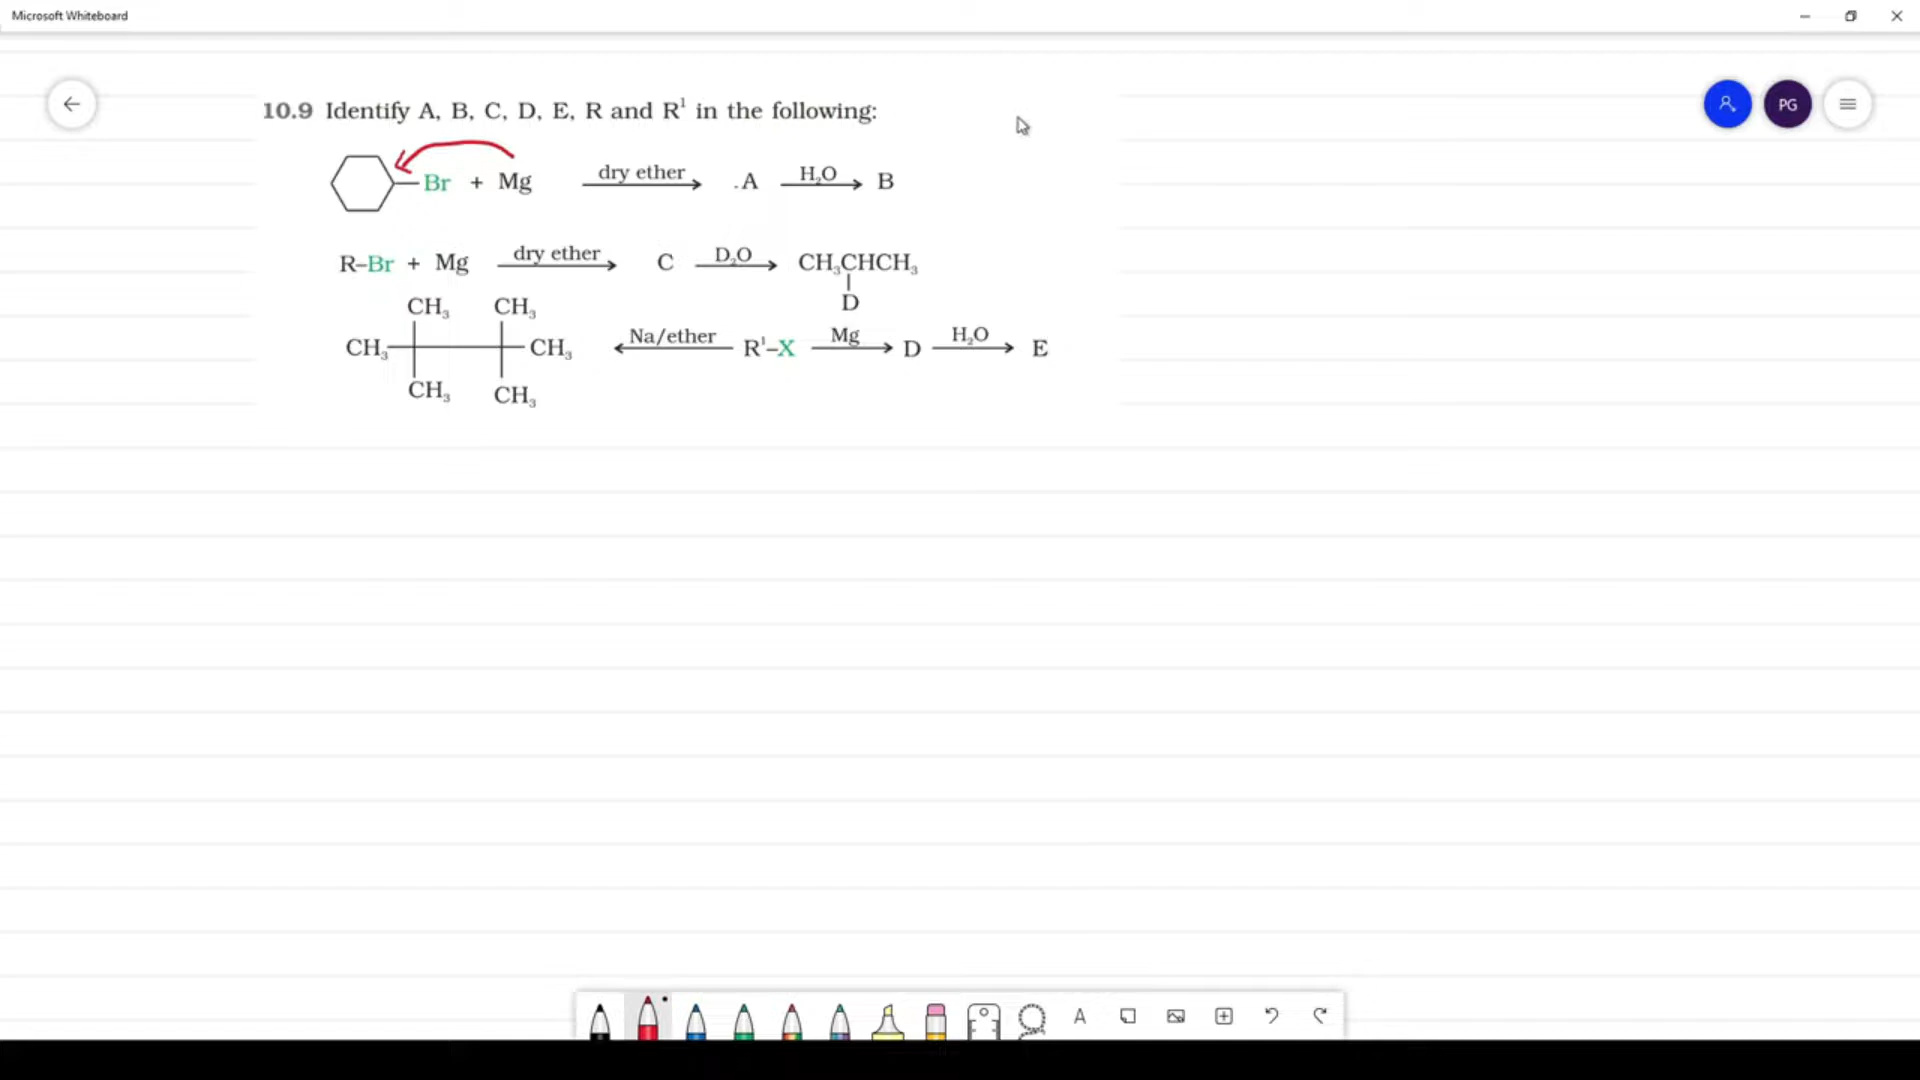 Microsoft Whiteboard
PG
10.9 Identify A, B, C, D, E, R and R¹ in the following:
Br + Mg dry ether .A H₂O B
R–Br + Mg dry ether C D₂O CH₃CHCH₃
D
CH₃ CH₃
CH₃ CH₃ Na/ether R¹–X Mg D H₂O E
CH₃ CH₃
A